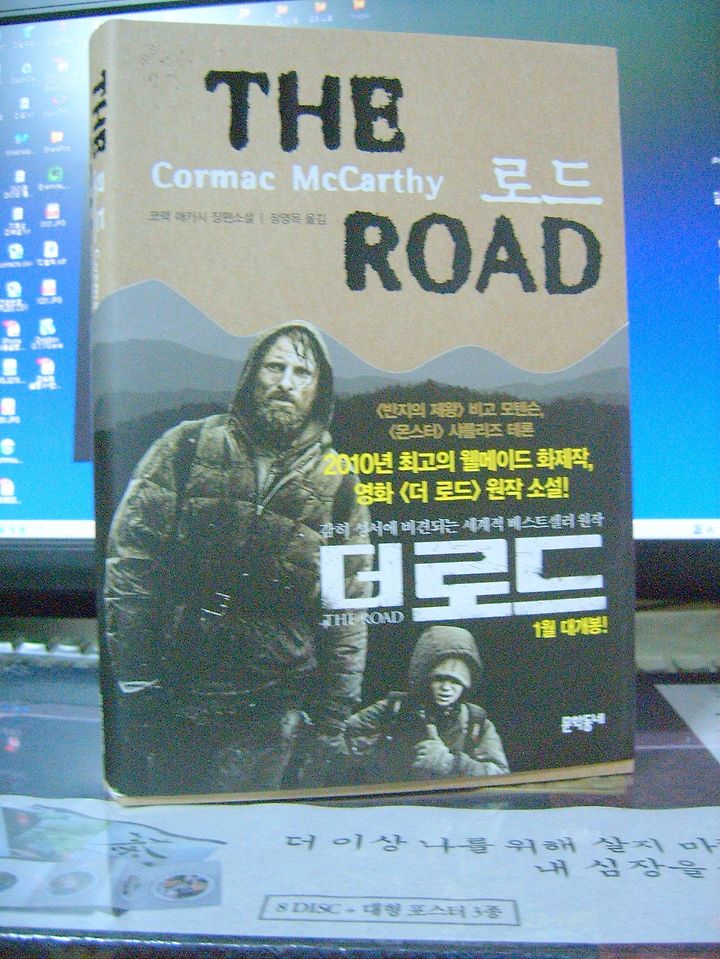 THE
Cormac McCarthy 로드
코맥 매카시 장편소설 | 정영목 옮김
ROAD
《반지의 제왕》 비고 모텐슨,
《몬스터》 샤를리즈 테론
2010년 최고의 웰메이드 화제작,
영화 《더 로드》 원작 소설!
감히 성서에 비견되는 세계적 베스트셀러 원작
더 로드
THE ROAD
1월 대개봉!
문학동네
THE
더 이상 나를 위해 살지 마
내 심장을
8 DISC + 대형 포스터 3종